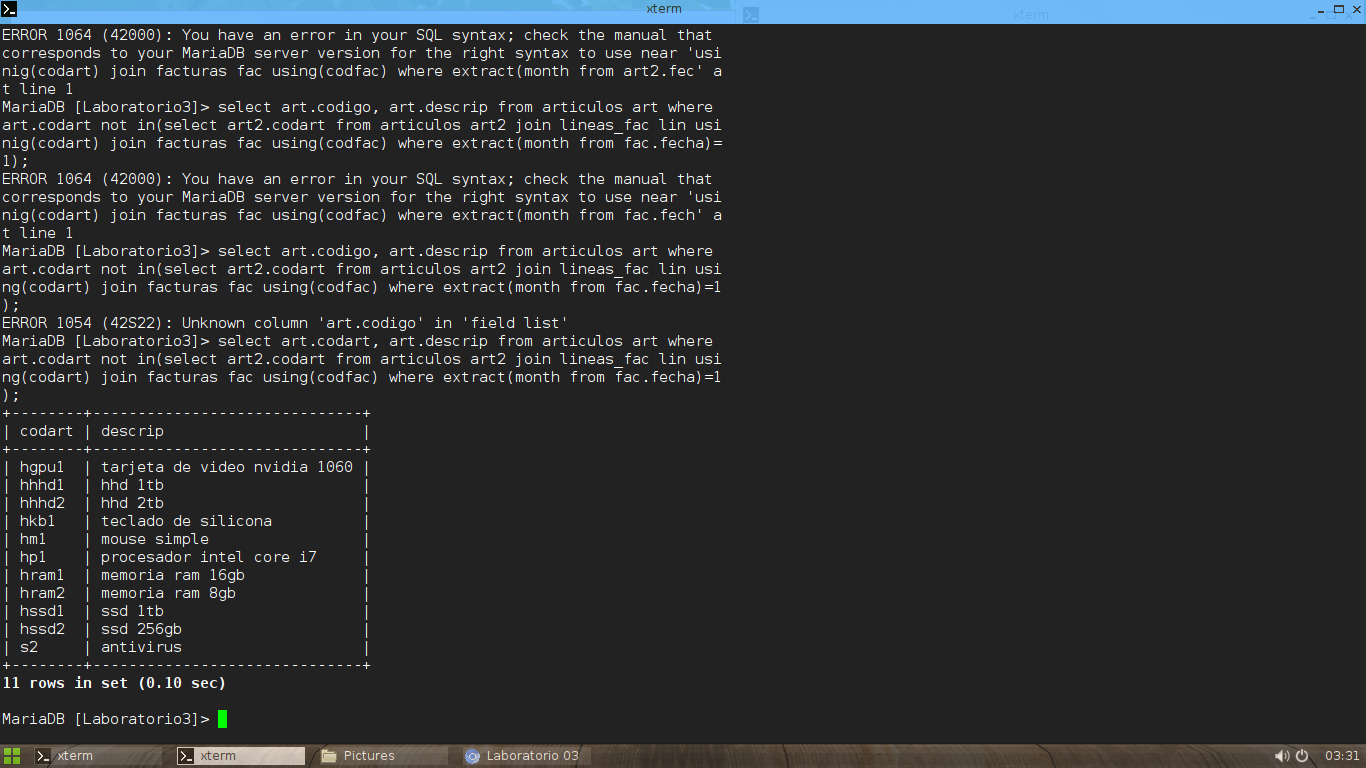 xterm
xterm
ERROR 1064 (42000): You have an error in your SQL syntax; check the manual that
corresponds to your MariaDB server version for the right syntax to use near 'usi
nig(codart) join facturas fac using(codfac) where extract(month from art2.fec' a
t line 1
MariaDB [Laboratorio3]> select art.codigo, art.descrip from articulos art where
art.codart not in(select art2.codart from articulos art2 join lineas_fac lin usi
nig(codart) join facturas fac using(codfac) where extract(month from fac.fecha)=
1);
ERROR 1064 (42000): You have an error in your SQL syntax; check the manual that
corresponds to your MariaDB server version for the right syntax to use near 'usi
nig(codart) join facturas fac using(codfac) where extract(month from fac.fech' a
t line 1
MariaDB [Laboratorio3]> select art.codigo, art.descrip from articulos art where
art.codart not in(select art2.codart from articulos art2 join lineas_fac lin usi
ng(codart) join facturas fac using(codfac) where extract(month from fac.fecha)=1
);
ERROR 1054 (42S22): Unknown column 'art.codigo' in 'field list'
MariaDB [Laboratorio3]> select art.codart, art.descrip from articulos art where
art.codart not in(select art2.codart from articulos art2 join lineas_fac lin usi
ng(codart) join facturas fac using(codfac) where extract(month from fac.fecha)=1
);
+--------+------------------------------+
| codart | descrip                      |
+--------+------------------------------+
| hgpu1  | tarjeta de video nvidia 1060 |
| hhhd1  | hhd 1tb                      |
| hhhd2  | hhd 2tb                      |
| hkb1   | teclado de silicona          |
| hm1    | mouse simple                 |
| hp1    | procesador intel core i7     |
| hram1  | memoria ram 16gb             |
| hram2  | memoria ram 8gb              |
| hssd1  | ssd 1tb                      |
| hssd2  | ssd 256gb                    |
| s2     | antivirus                    |
+--------+------------------------------+
11 rows in set (0.10 sec)
MariaDB [Laboratorio3]>
xterm xterm Pictures Laboratorio 03 03:31